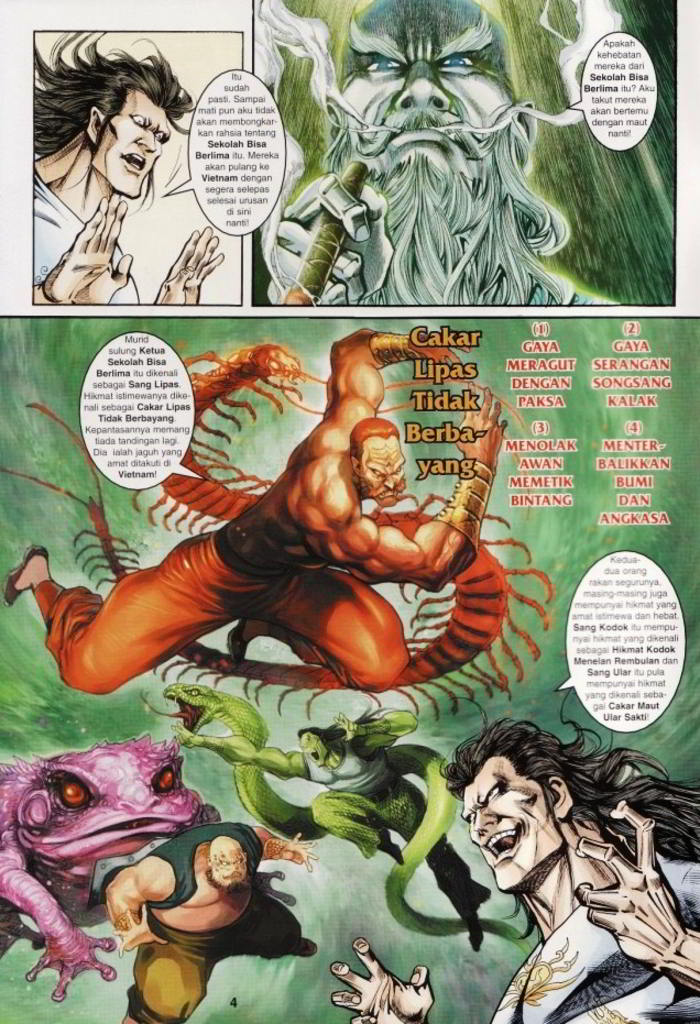 Itu
sudah
pasti. Sampai
mati pun aku tidak
akan membongkar-
kan rahsia tentang
Sekolah Bisa
Berlima itu. Mereka
akan pulang ke
Vietnam dengan
segera selepas
selesai urusan
di sini
nanti!
Apakah
kehebatan
mereka dari
Sekolah Bisa
Berlima itu? Aku
takut mereka
akan bertemu
dengan maut
nanti!
Murid
sulung Ketua
Sekolah Bisa
Berlima itu dikenali
sebagai Sang Lipas.
Hikmat istimewanya dike-
nali sebagai Cakar Lipas
Tidak Berbayang.
Kepantasannya memang
tiada tandingan lagi.
Dia ialah jaguh yang
amat ditakuti di
Vietnam!
Cakar
Lipas
Tidak
Berba-
yang
(1)
GAYA
MERAGUT
DENGAN
PAKSA
(2)
GAYA
SERANGAN
SONGSANG
KALAK
(3)
MENOLAK
AWAN
MEMETIK
BINTANG
(4)
MENTER-
BALIKKAN
BUMI
DAN
ANGKASA
Kedua-
dua orang
rakan segurunya,
masing-masing juga
mempunyai hikmat yang
amat istimewa dan hebat.
Sang Kodok itu mempu-
nyai hikmat yang dikenali
sebagai Hikmat Kodok
Menelan Rembulan dan
Sang Ular itu pula
mempunyai hikmat
yang dikenali seba-
gai Cakar Maut
Ular Sakti!
4